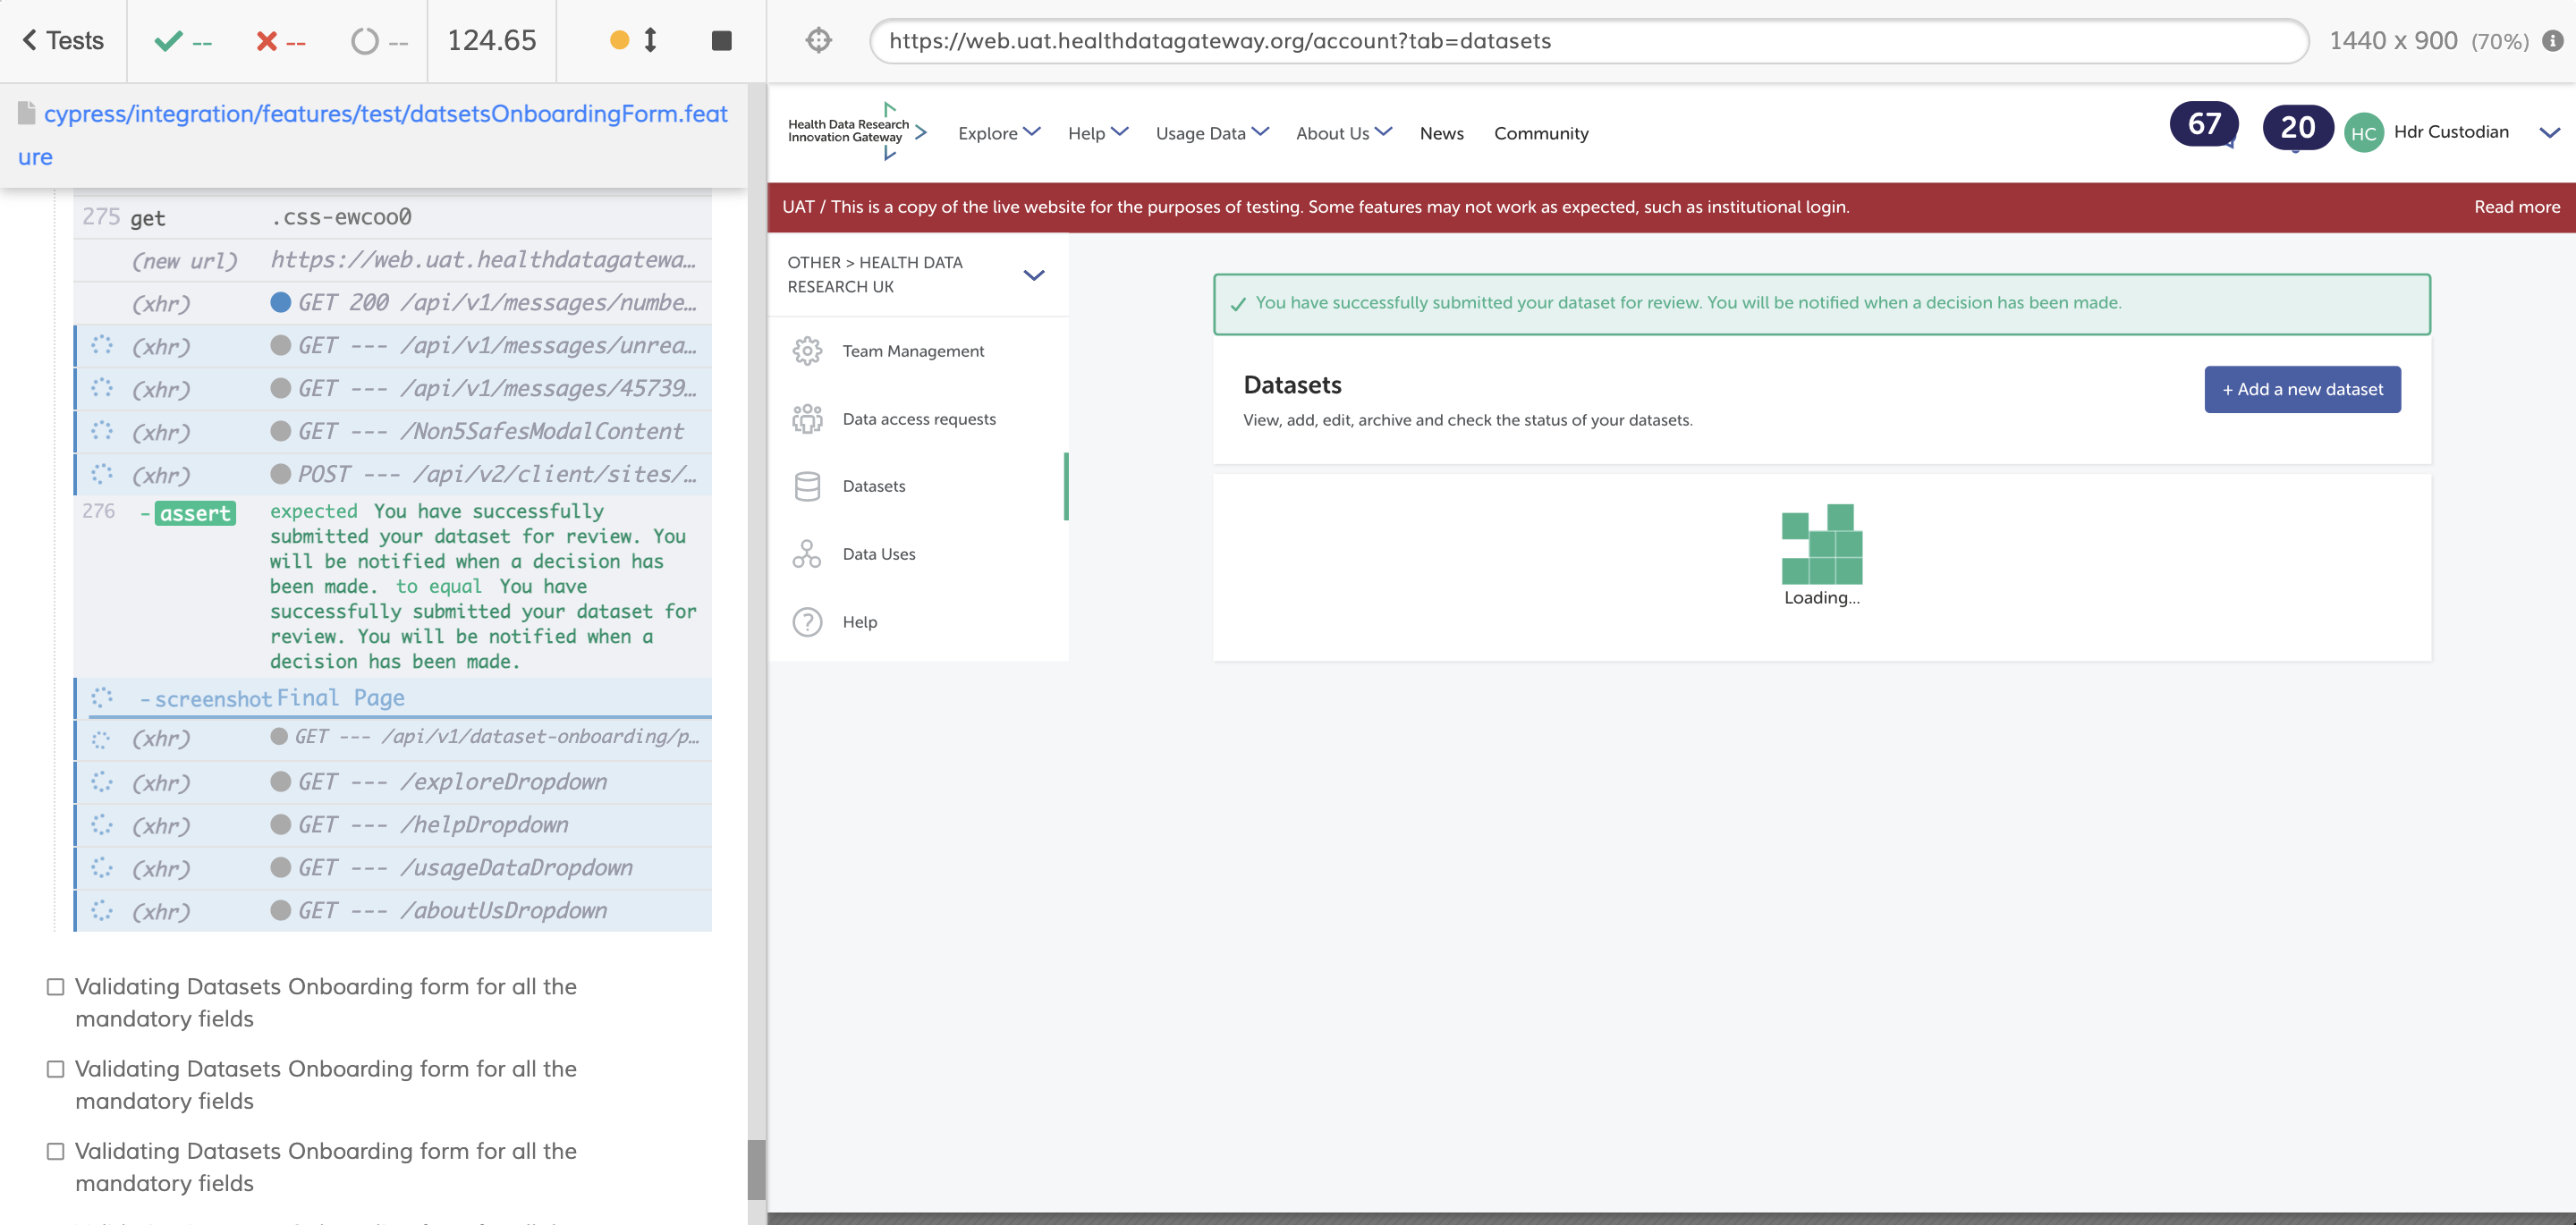 Tests
--
--
--
124.65
https://web.uat.healthdatagateway.org/account?tab=datasets
1440 x 900 (70%)
cypress/integration/features/test/datsetsOnboardingForm.feat
ure
275 get .css-ewcoo0
(new url) https://web.uat.healthdatagatewa…
(xhr) GET 200 /api/v1/messages/numbe…
(xhr) GET --- /api/v1/messages/unrea…
(xhr) GET --- /api/v1/messages/45739…
(xhr) GET --- /Non5SafesModalContent
(xhr) POST --- /api/v2/client/sites/…
276 -assert expected You have successfully
submitted your dataset for review. You
will be notified when a decision has
been made. to equal You have
successfully submitted your dataset for
review. You will be notified when a
decision has been made.
-screenshot Final Page
(xhr) GET --- /api/v1/dataset-onboarding/p…
(xhr) GET --- /exploreDropdown
(xhr) GET --- /helpDropdown
(xhr) GET --- /usageDataDropdown
(xhr) GET --- /aboutUsDropdown
Validating Datasets Onboarding form for all the
mandatory fields
Validating Datasets Onboarding form for all the
mandatory fields
Validating Datasets Onboarding form for all the
mandatory fields
Health Data Research
Innovation Gateway
Explore
Help
Usage Data
About Us
News
Community
67
20
HC
Hdr Custodian
UAT / This is a copy of the live website for the purposes of testing. Some features may not work as expected, such as institutional login.
Read more
OTHER > HEALTH DATA
RESEARCH UK
Team Management
Data access requests
Datasets
Data Uses
Help
You have successfully submitted your dataset for review. You will be notified when a decision has been made.
Datasets
+ Add a new dataset
View, add, edit, archive and check the status of your datasets.
Loading...